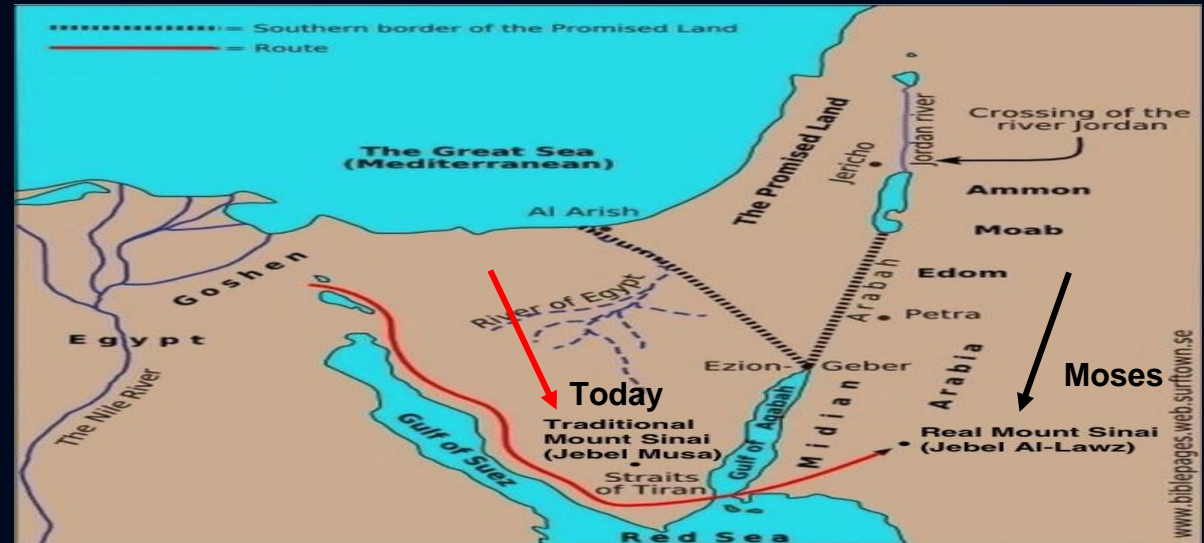 = Southern border of the Promised Land
= Route
The Great Sea
(Mediterranean)
Al Arish
The Promised Land
Jericho
Jordan river
Crossing of the
river Jordan
Ammon
Moab
Edom
Arabah
Petra
Goshen
Egypt
The Nile River
River of Egypt
Ezion-Geber
Today
Traditional
Mount Sinai
(Jebel Musa)
Gulf of Suez
Straits
of Tiran
Gulf of Aqabah
Midian
Arabia
Moses
Real Mount Sinai
(Jebel Al-Lawz)
Red Sea
www.biblepages.web.surftown.se